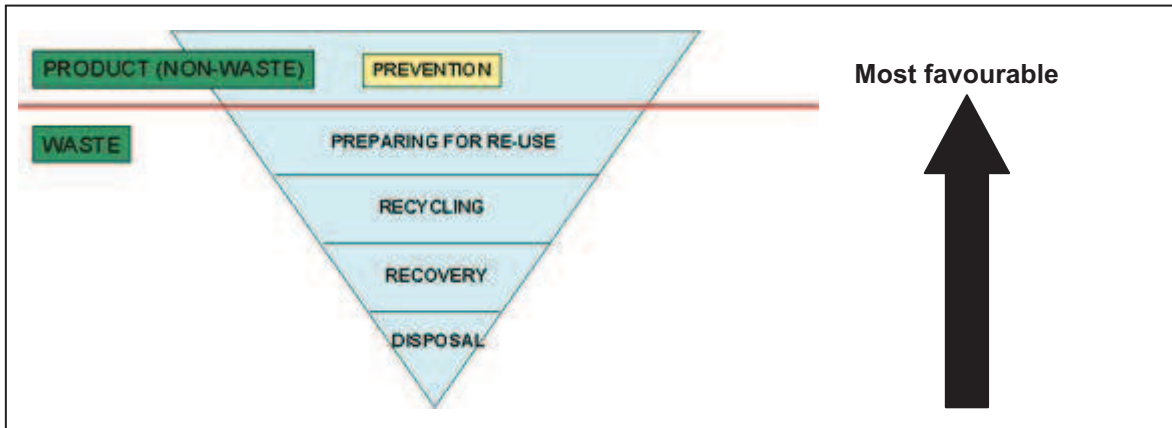 PRODUCT (NON-WASTE)
PREVENTION
Most favourable
WASTE
PREPARING FOR RE-USE
RECYCLING
RECOVERY
DISPOSAL